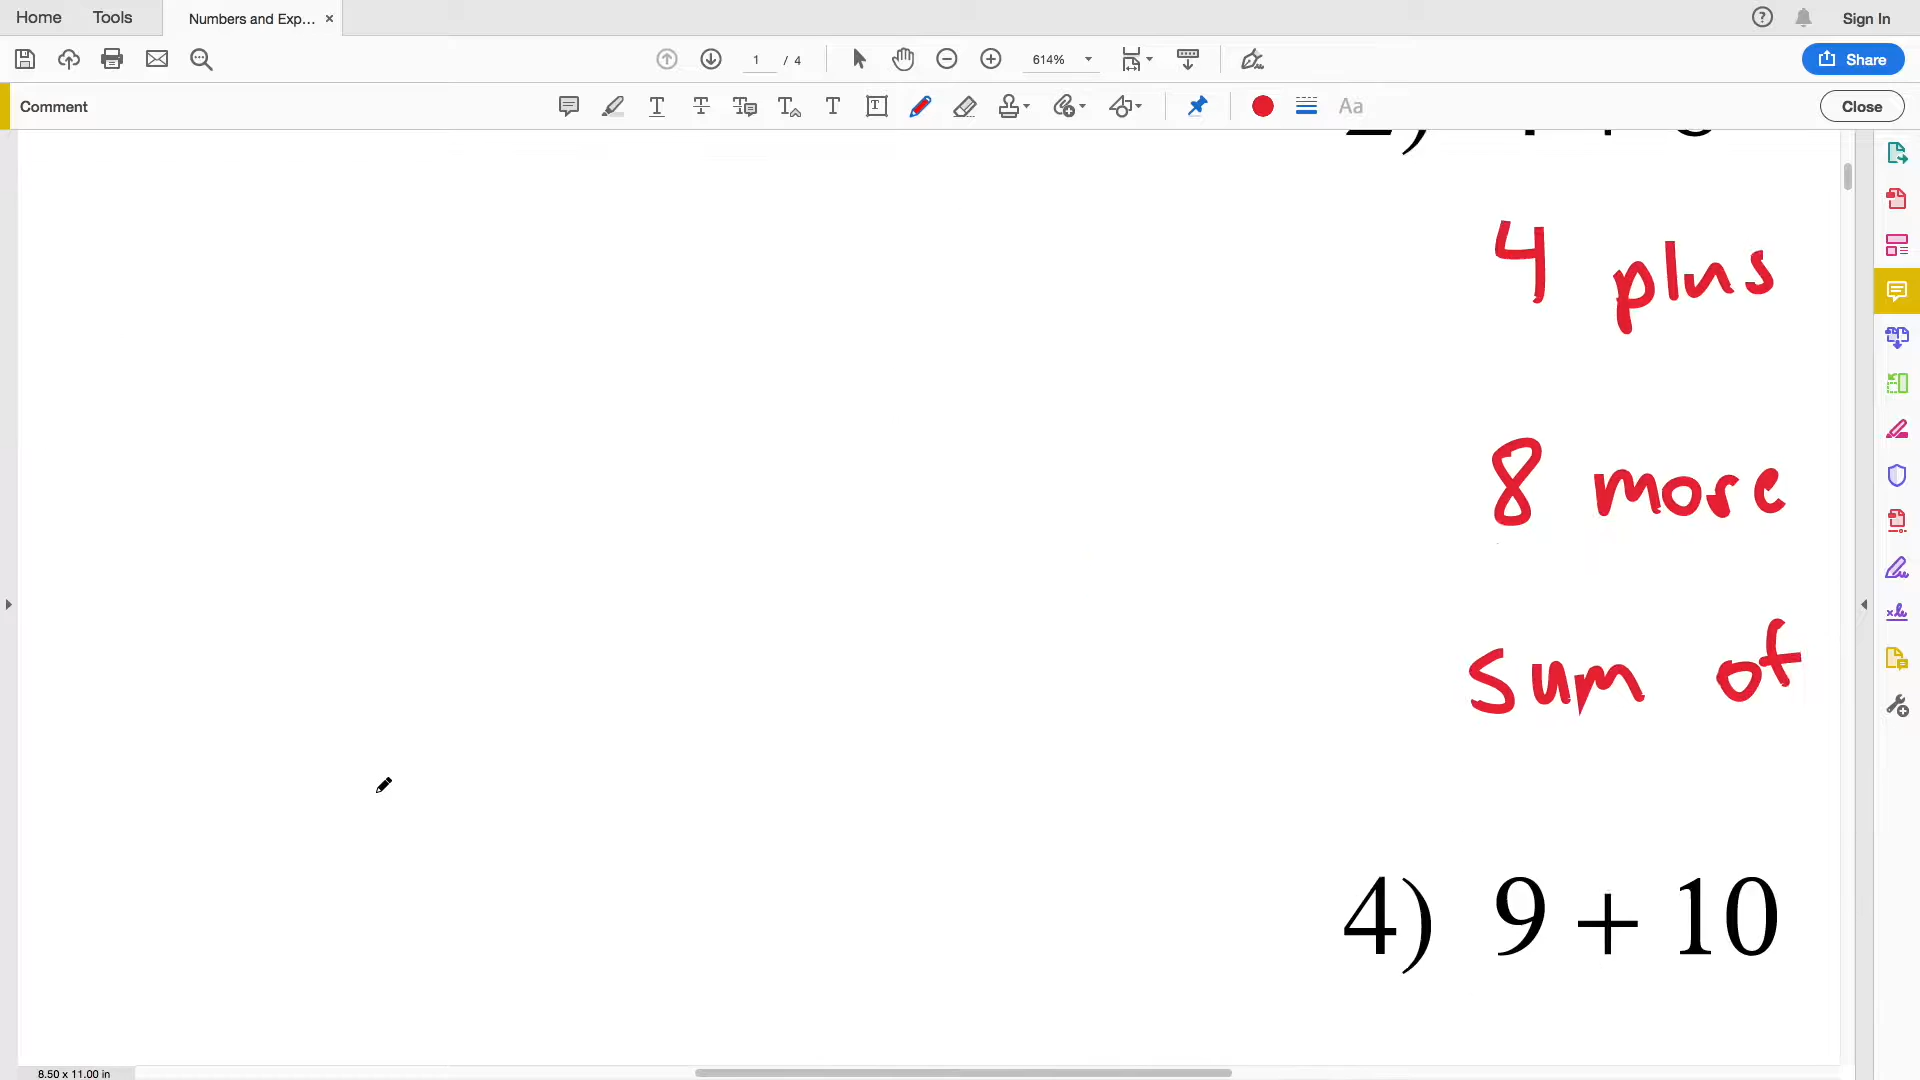 Home Tools Numbers and Exp... × Sign In
1 / 4 614% Share
Comment Aa Close
4 plus
8 more
sum of
4) 9 + 10
8.50 x 11.00 in